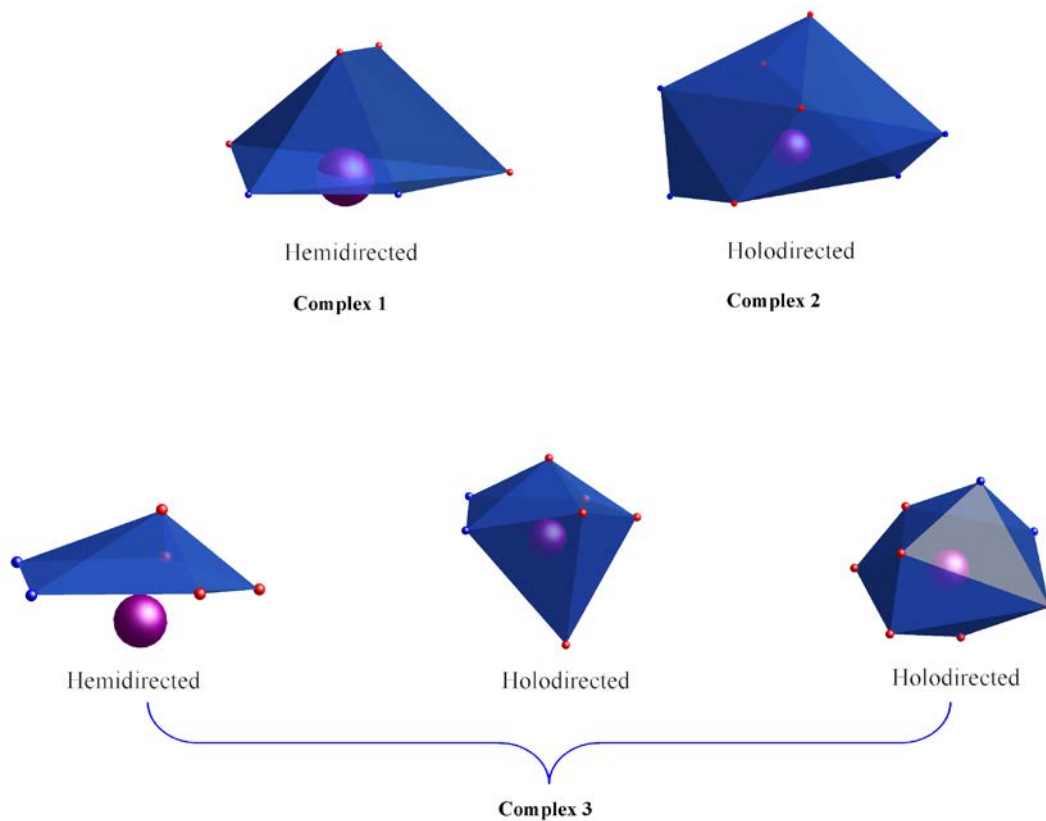 Hemidirected
Holodirected
Complex 1
Complex 2
Hemidirected
Holodirected
Holodirected
Complex 3